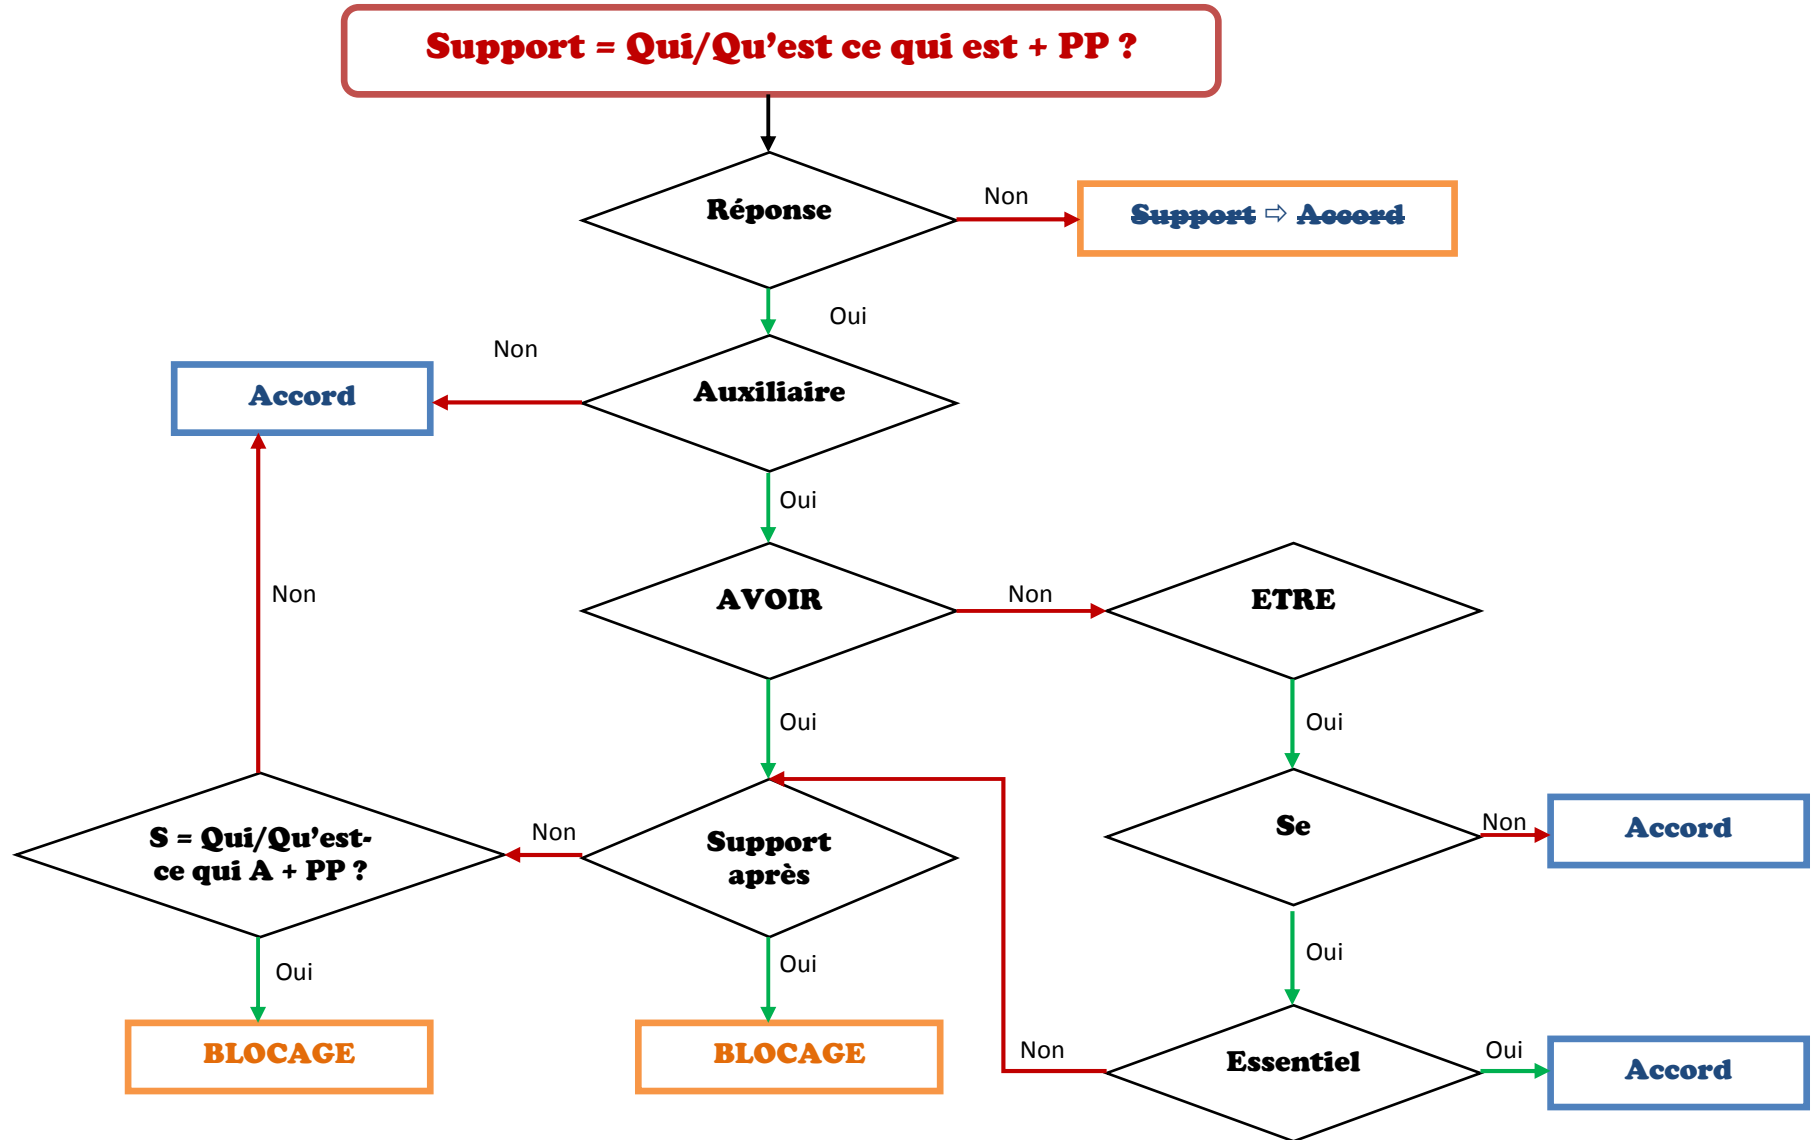 Support = Qui/Qu’est ce qui est + PP ?
Réponse
Non
Support ⇨ Accord
Oui
Non
Auxiliaire
Accord
Oui
Non
AVOIR
Non
ETRE
Oui
Oui
S = Qui/Qu’est-
ce qui A + PP ?
Non
Support
après
Se
Non
Accord
Oui
Oui
Oui
BLOCAGE
BLOCAGE
Non
Essentiel
Oui
Accord